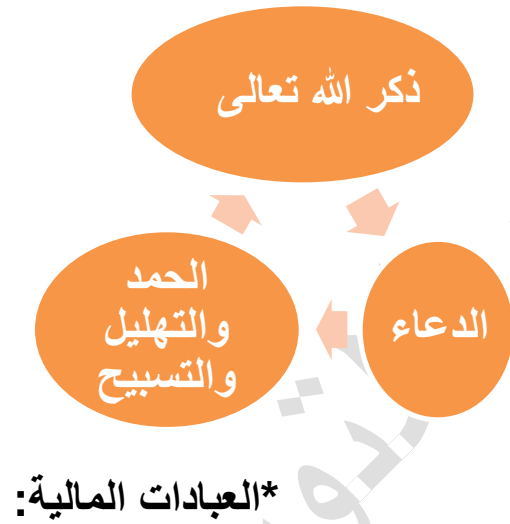 ذكر الله تعالى
الدعاء
الحمد
والتهليل
والتسبيح
*العبادات المالية: